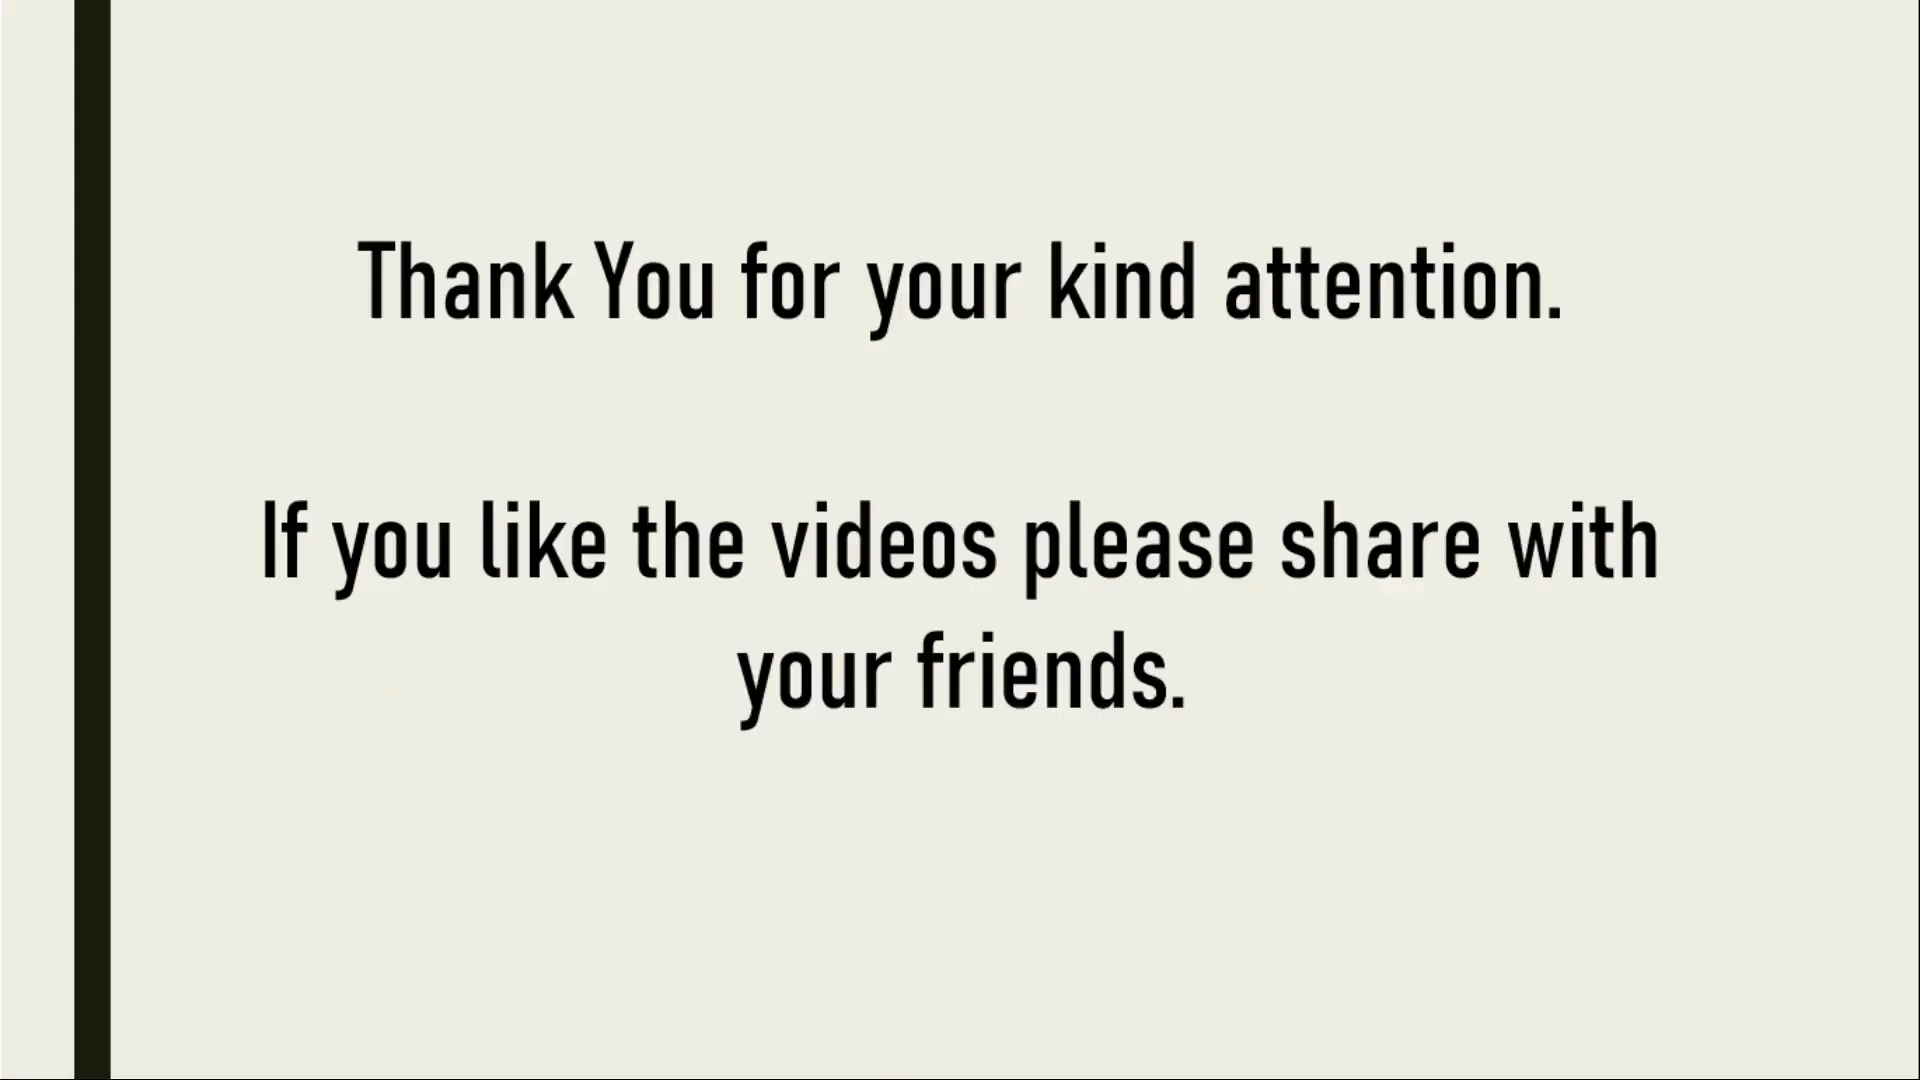 Thank You for your kind attention.
If you like the videos please share with
your friends.